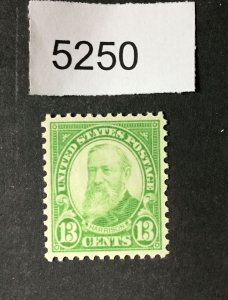 5250
UNITED STATES POSTAGE
HARRISON
13 CENTS 13